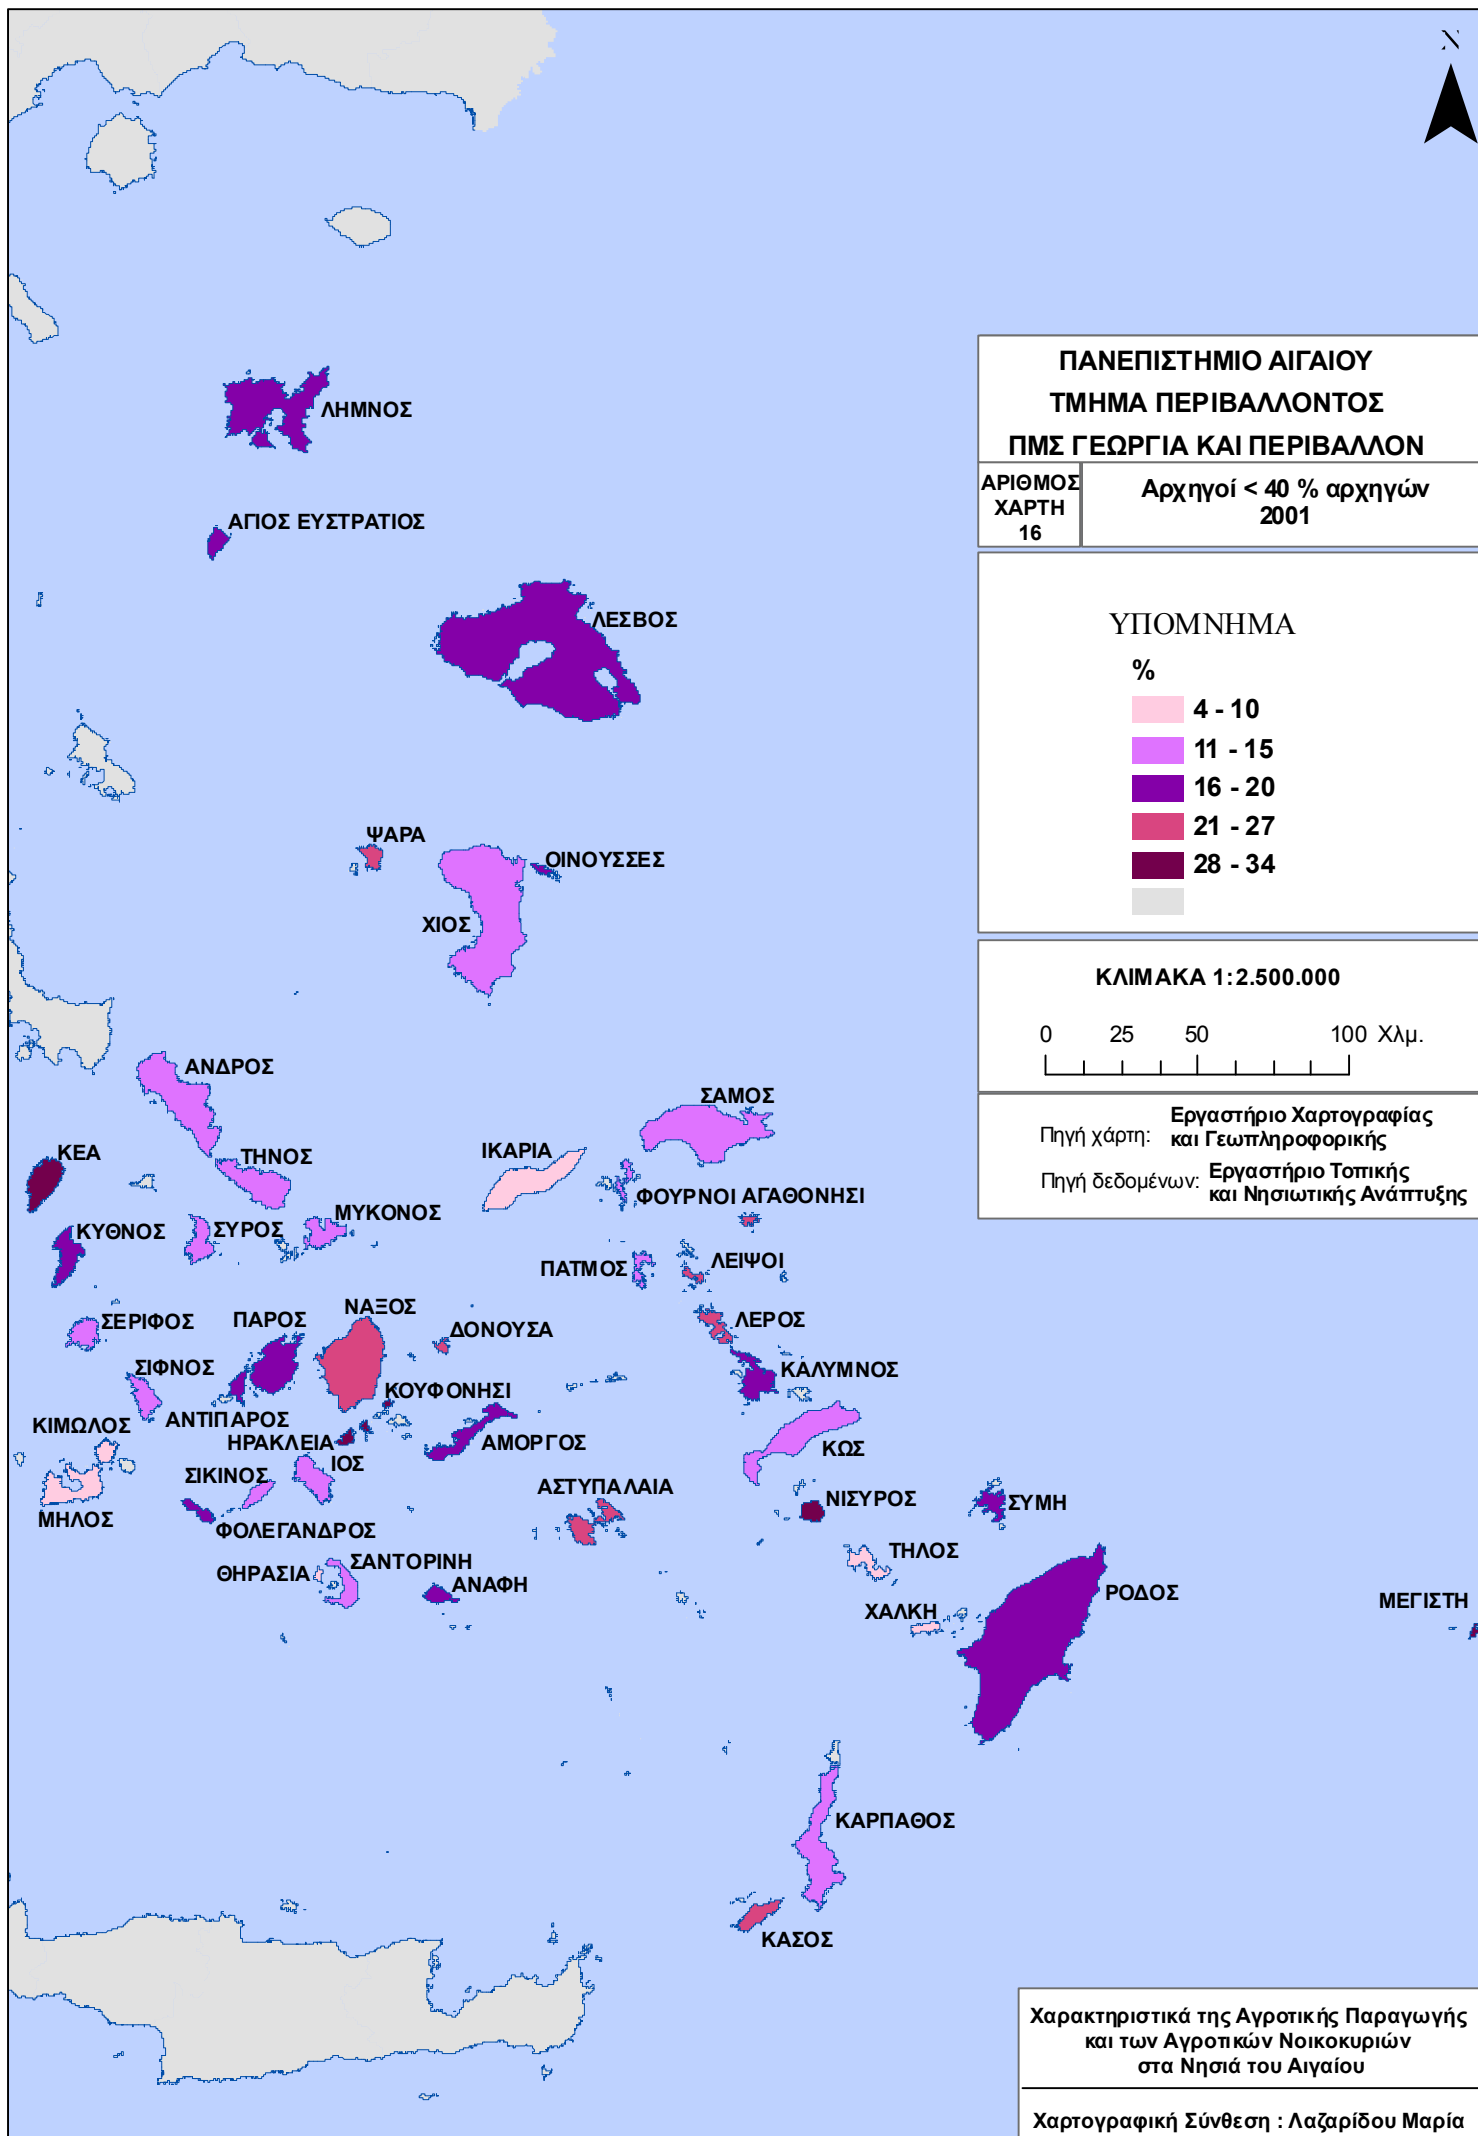 N
ΠΑΝΕΠΙΣΤΗΜΙΟ ΑΙΓΑΙΟΥ
ΤΜΗΜΑ ΠΕΡΙΒΑΛΛΟΝΤΟΣ
ΠΜΣ ΓΕΩΡΓΙΑ ΚΑΙ ΠΕΡΙΒΑΛΛΟΝ
ΑΡΙΘΜΟΣ
ΧΑΡΤΗ
16
Αρχηγοί < 40 % αρχηγών
2001
ΥΠΟΜΝΗΜΑ
%
4 - 10
11 - 15
16 - 20
21 - 27
28 - 34
ΚΛΙΜΑΚΑ 1:2.500.000
0 25 50 100 Χλμ.
Πηγή χάρτη: Εργαστήριο Χαρτογραφίας
και Γεωπληροφορικής
Πηγή δεδομένων: Εργαστήριο Τοπικής
και Νησιωτικής Ανάπτυξης
ΛΗΜΝΟΣ
ΑΓΙΟΣ ΕΥΣΤΡΑΤΙΟΣ
ΛΕΣΒΟΣ
ΨΑΡΑ
ΟΙΝΟΥΣΣΕΣ
ΧΙΟΣ
ΑΝΔΡΟΣ
ΣΑΜΟΣ
ΚΕΑ
ΤΗΝΟΣ
ΙΚΑΡΙΑ
ΦΟΥΡΝΟΙ
ΑΓΑΘΟΝΗΣΙ
ΚΥΘΝΟΣ
ΣΥΡΟΣ
ΜΥΚΟΝΟΣ
ΠΑΤΜΟΣ
ΛΕΙΨΟΙ
ΣΕΡΙΦΟΣ
ΠΑΡΟΣ
ΝΑΞΟΣ
ΔΟΝΟΥΣΑ
ΛΕΡΟΣ
ΣΙΦΝΟΣ
ΚΑΛΥΜΝΟΣ
ΚΟΥΦΟΝΗΣΙ
ΑΝΤΙΠΑΡΟΣ
ΚΙΜΩΛΟΣ
ΗΡΑΚΛΕΙΑ
ΑΜΟΡΓΟΣ
ΚΩΣ
ΙΟΣ
ΣΙΚΙΝΟΣ
ΑΣΤΥΠΑΛΑΙΑ
ΝΙΣΥΡΟΣ
ΣΥΜΗ
ΜΗΛΟΣ
ΦΟΛΕΓΑΝΔΡΟΣ
ΤΗΛΟΣ
ΣΑΝΤΟΡΙΝΗ
ΘΗΡΑΣΙΑ
ΑΝΑΦΗ
ΡΟΔΟΣ
ΜΕΓΙΣΤΗ
ΧΑΛΚΗ
ΚΑΡΠΑΘΟΣ
ΚΑΣΟΣ
Χαρακτηριστικά της Αγροτικής Παραγωγής
και των Αγροτικών Νοικοκυριών
στα Νησιά του Αιγαίου
Χαρτογραφική Σύνθεση : Λαζαρίδου Μαρία